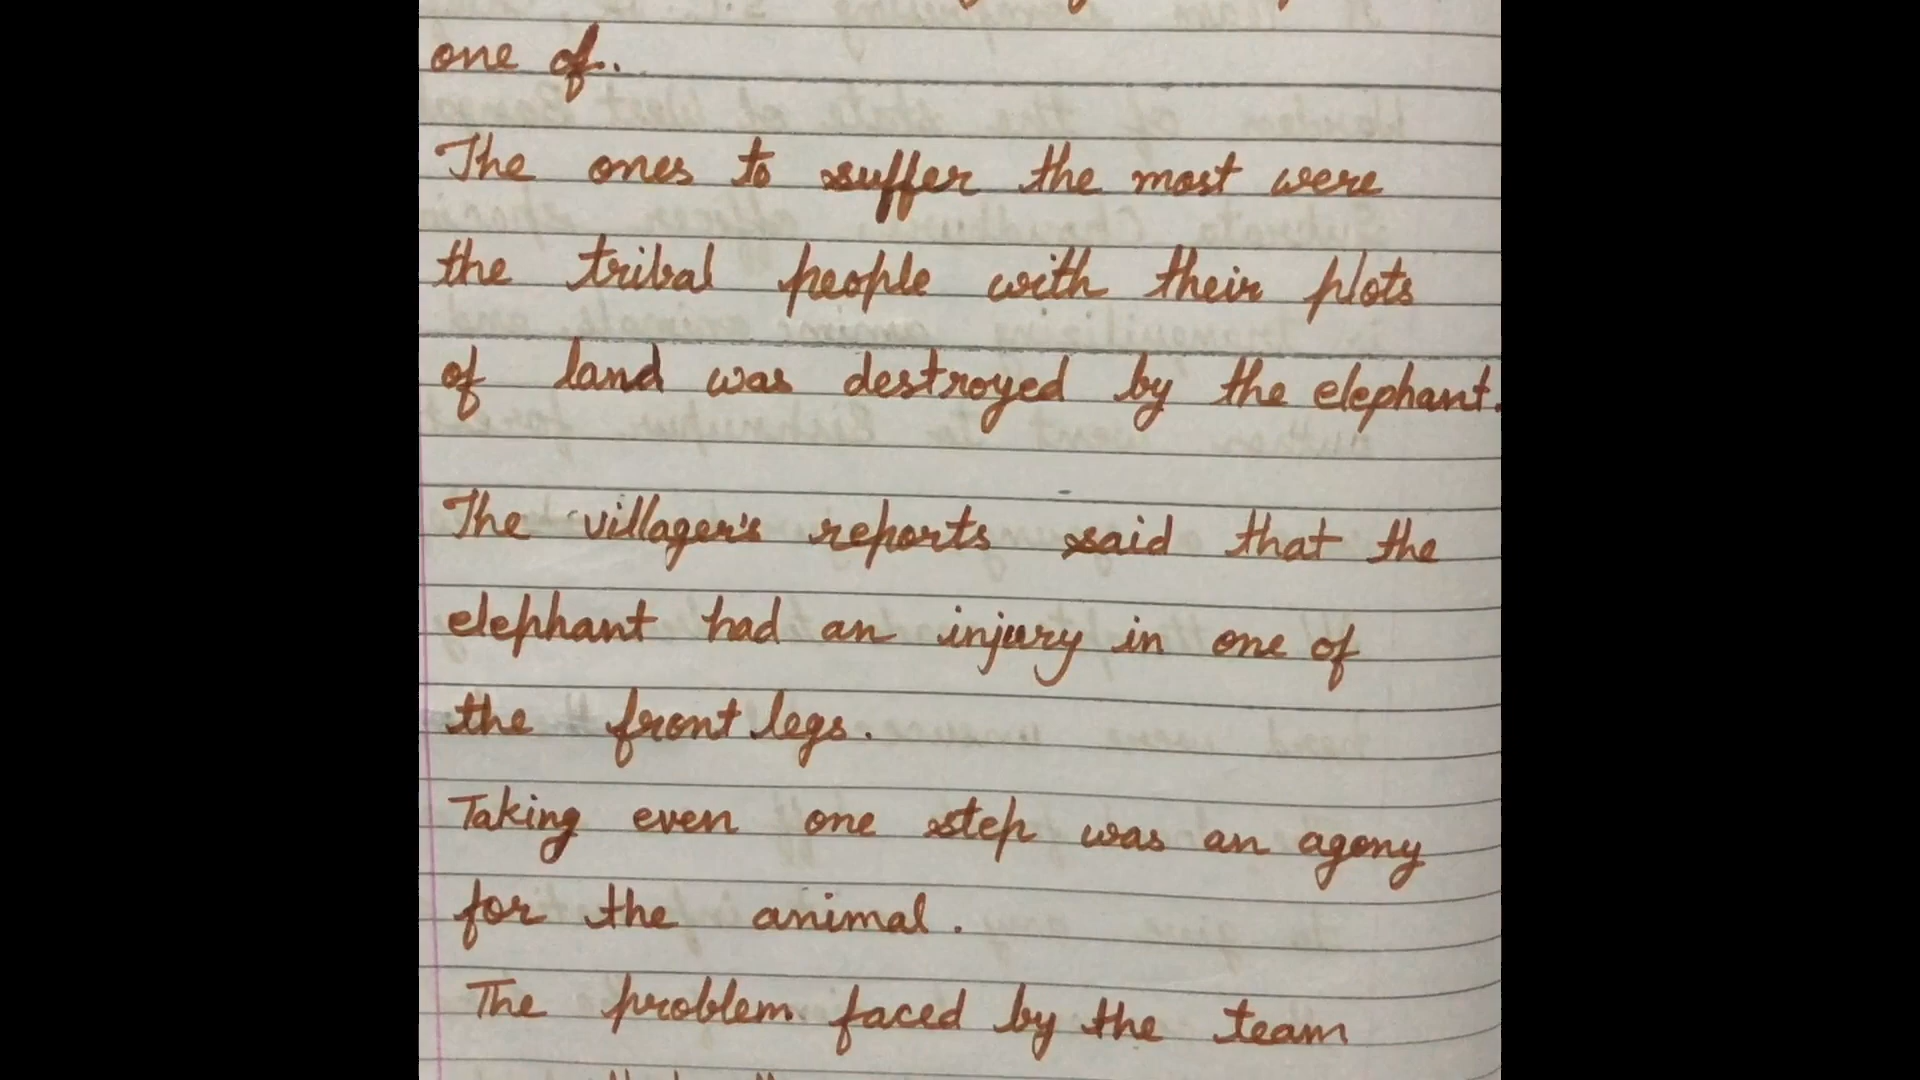 one of.
The ones to suffer the most were
the tribal people with their plots
of land was destroyed by the elephant.
The villager's reports said that the
elephant had an injury in one of
the front legs.
Taking even one step was an agony
for the animal.
The problem faced by the team